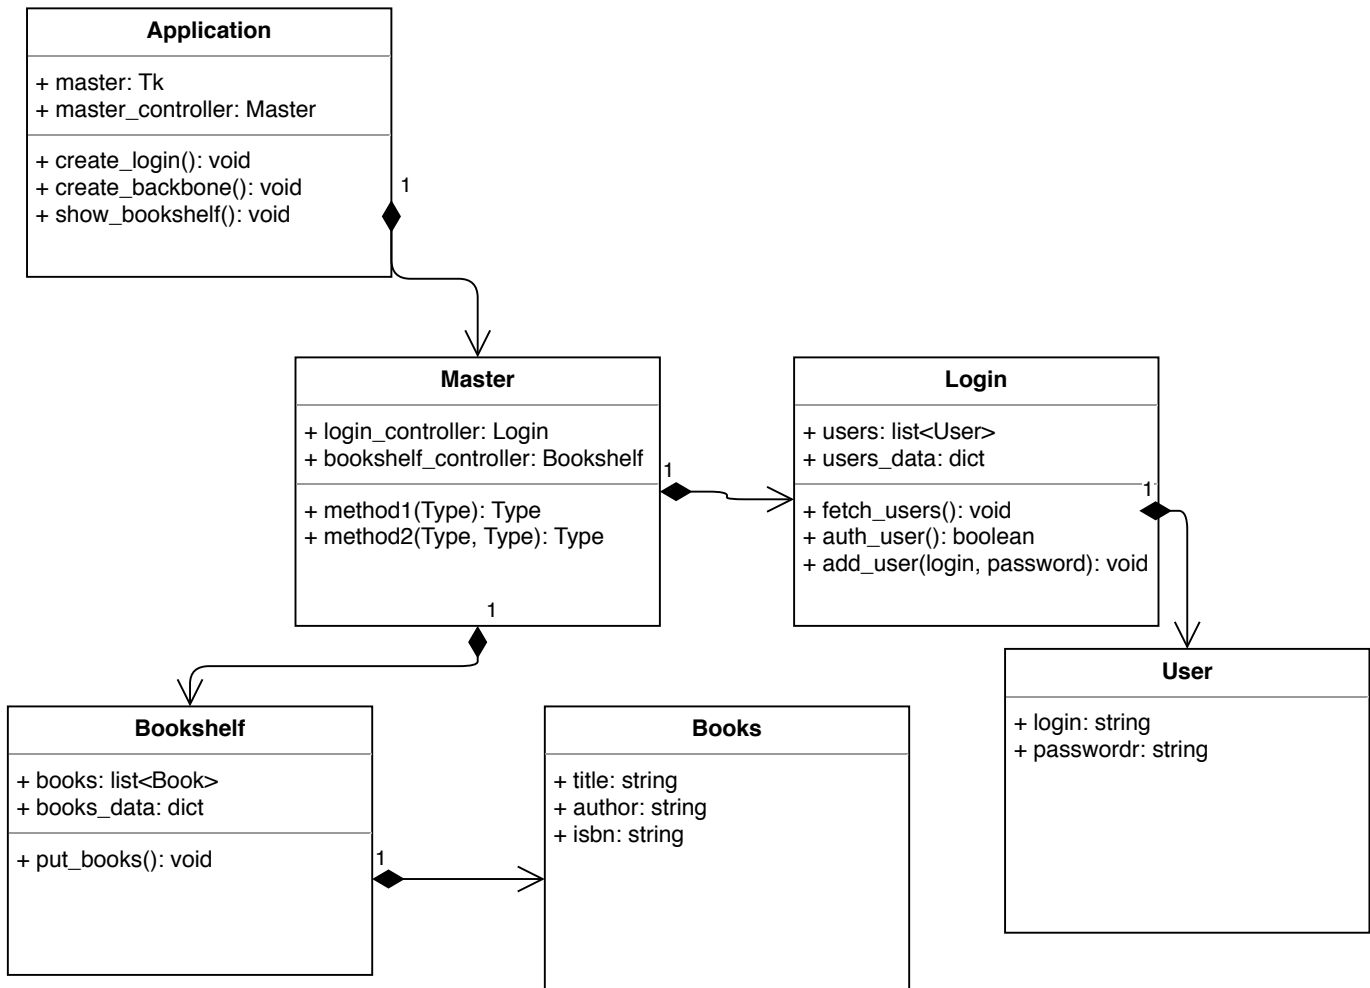 Application
+ master: Tk
+ master_controller: Master
+ create_login(): void
+ create_backbone(): void
+ show_bookshelf(): void
1
Master
+ login_controller: Login
+ bookshelf_controller: Bookshelf
+ method1(Type): Type
+ method2(Type, Type): Type
1
1
Login
+ users: list<User>
+ users_data: dict
+ fetch_users(): void
+ auth_user(): boolean
+ add_user(login, password): void
1
User
+ login: string
+ passwordr: string
Bookshelf
+ books: list<Book>
+ books_data: dict
+ put_books(): void
1
Books
+ title: string
+ author: string
+ isbn: string